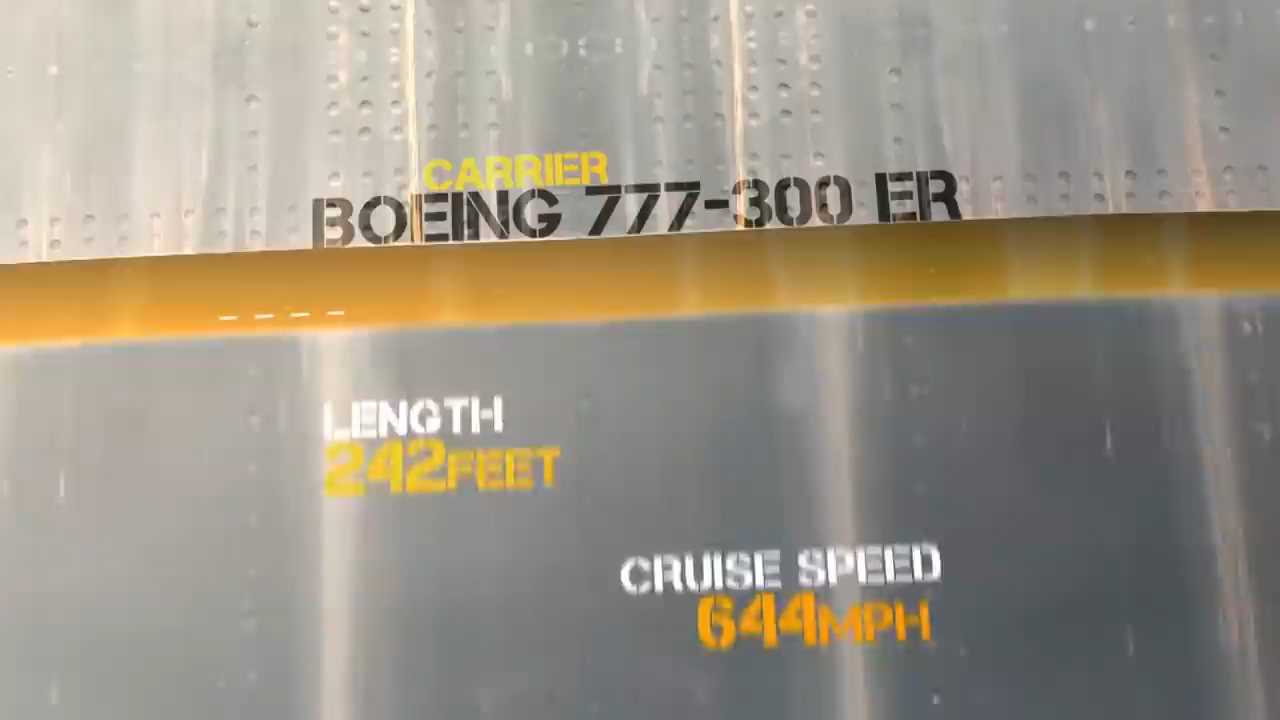 CARRIER
BOEING 777-300 ER
LENGTH
242FEET
CRUISE SPEED
644MPH